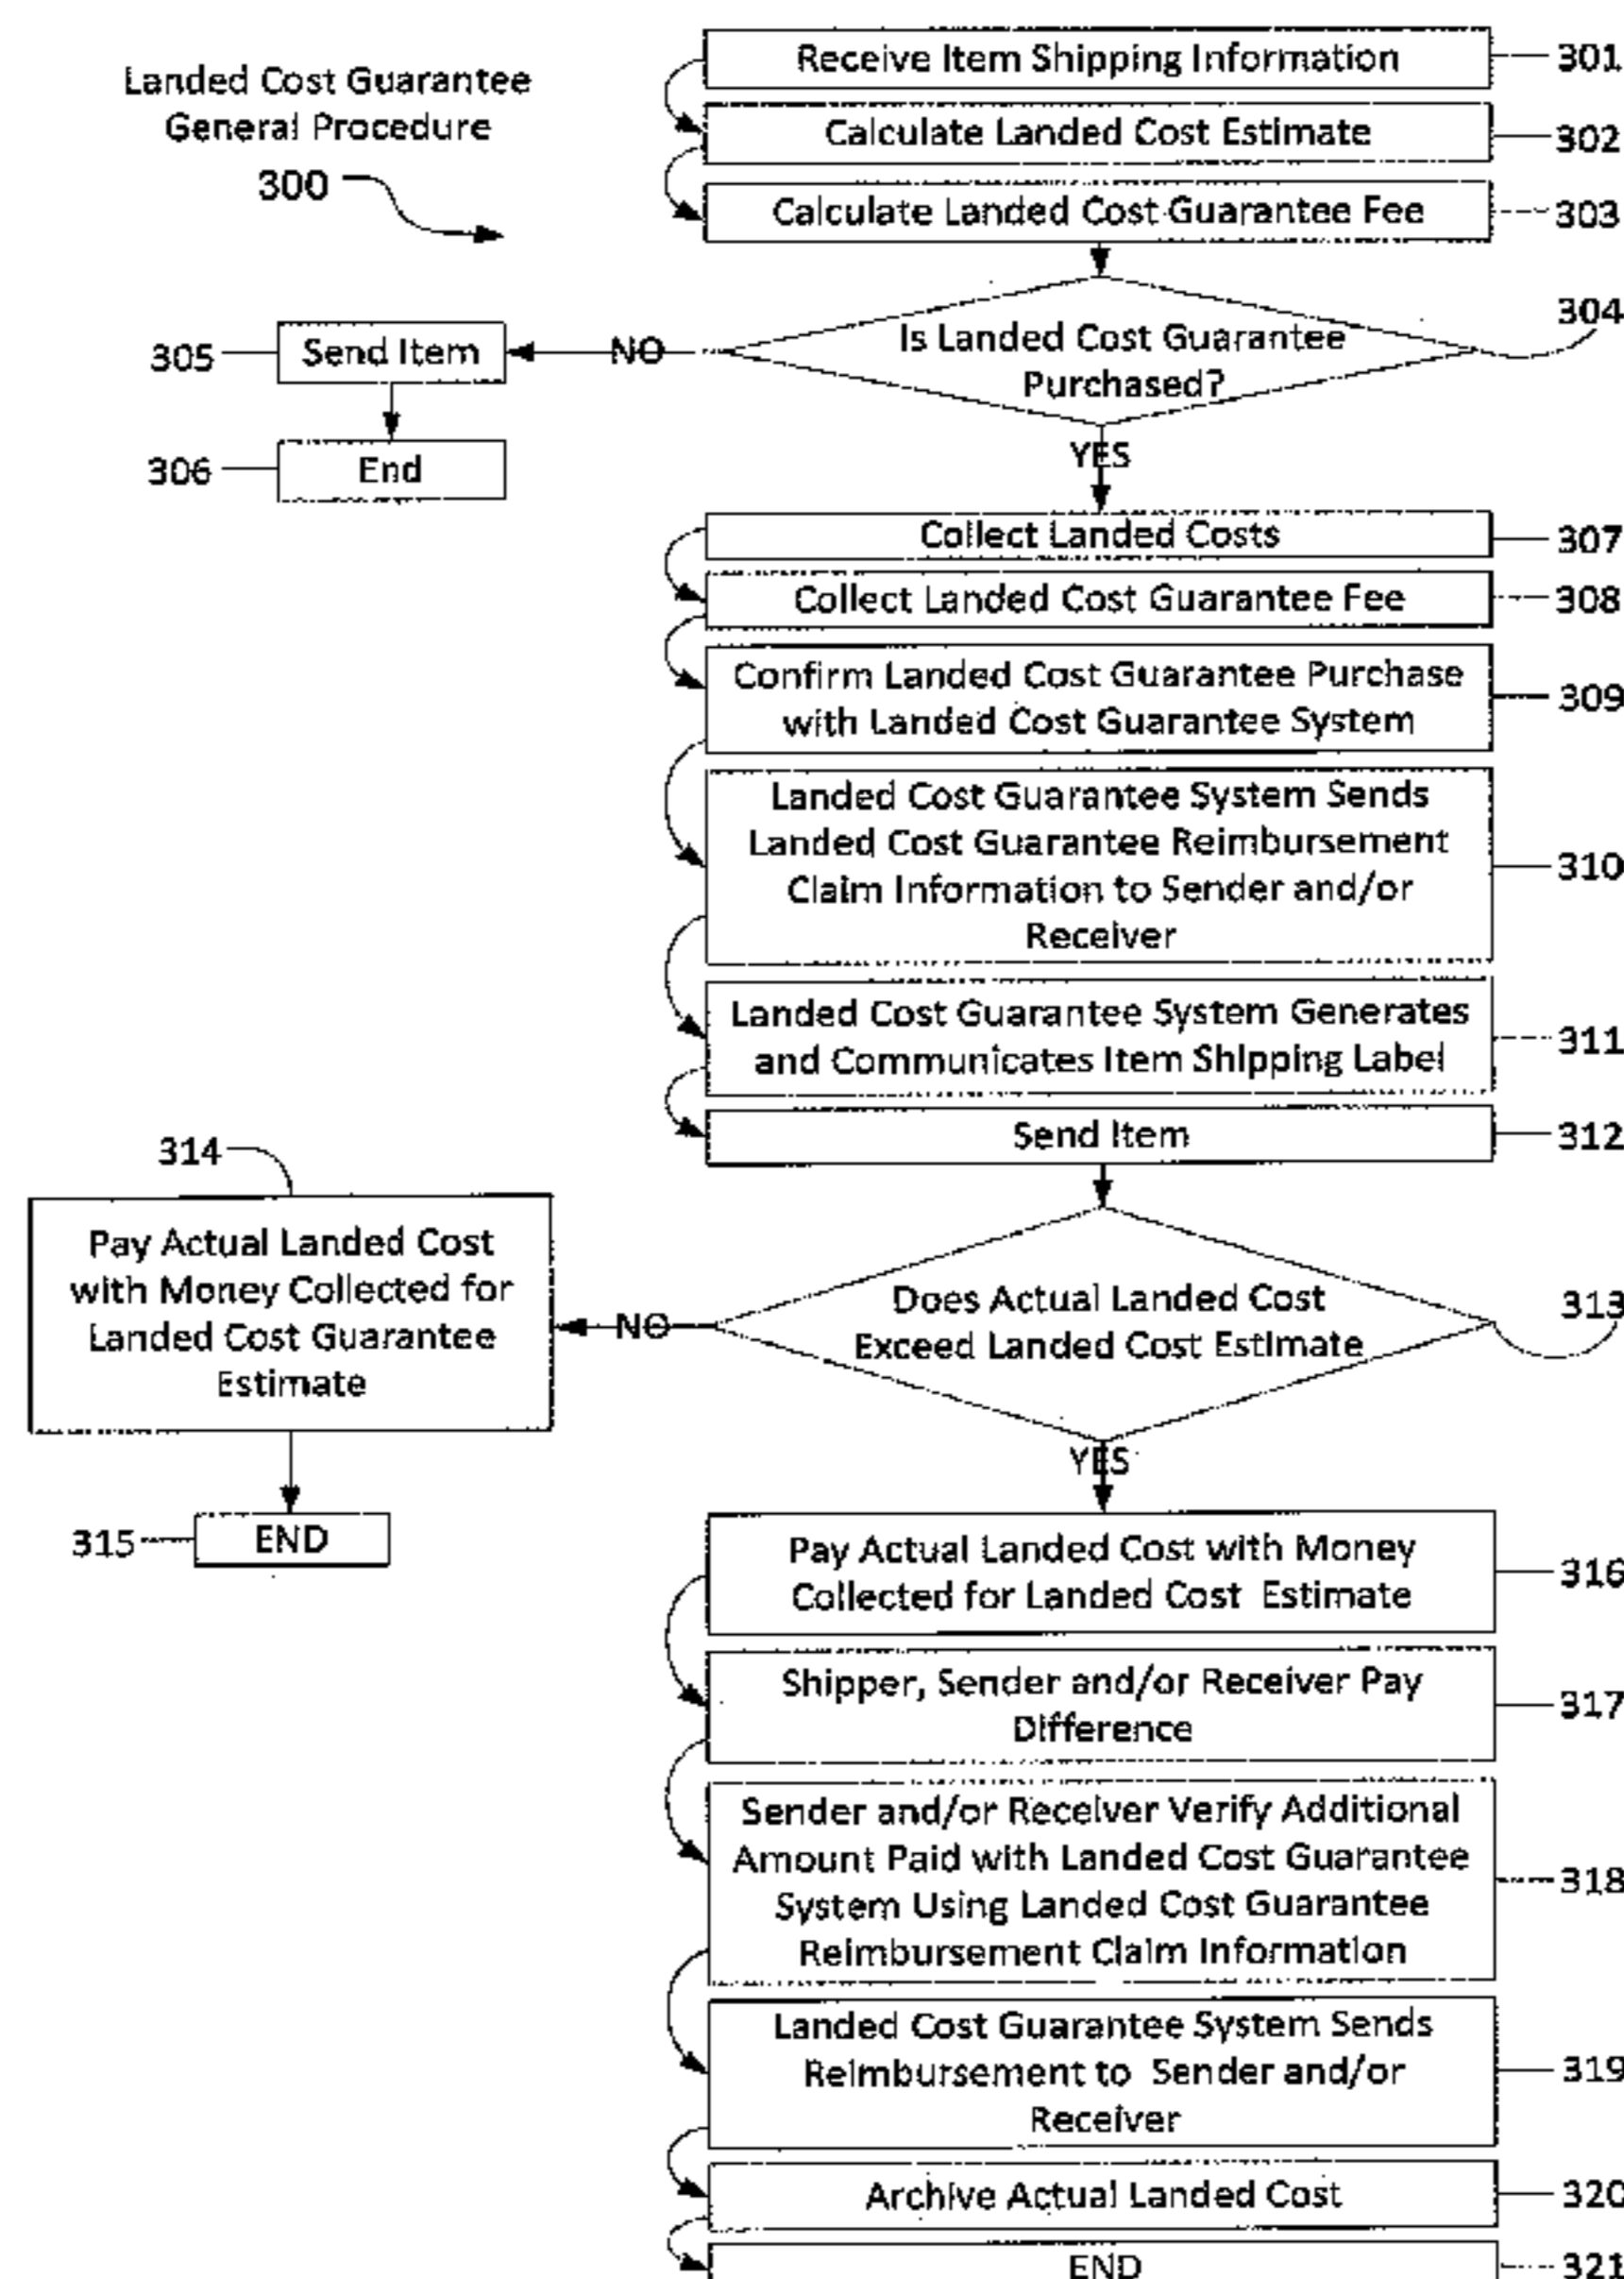 Landed Cost Guarantee
General Procedure
300
Receive Item Shipping Information
301
Calculate Landed Cost Estimate
302
Calculate Landed Cost Guarantee Fee
303
Is Landed Cost Guarantee
Purchased?
304
NO
305
Send Item
306
End
YES
Collect Landed Costs
307
Collect Landed Cost Guarantee Fee
308
Confirm Landed Cost Guarantee Purchase
with Landed Cost Guarantee System
309
Landed Cost Guarantee System Sends
Landed Cost Guarantee Reimbursement
Claim Information to Sender and/or
Receiver
310
Landed Cost Guarantee System Generates
and Communicates Item Shipping Label
311
Send Item
312
Does Actual Landed Cost
Exceed Landed Cost Estimate
313
NO
314
Pay Actual Landed Cost
with Money Collected for
Landed Cost Guarantee
Estimate
315
END
YES
Pay Actual Landed Cost with Money
Collected for Landed Cost Estimate
316
Shipper, Sender and/or Receiver Pay
Difference
317
Sender and/or Receiver Verify Additional
Amount Paid with Landed Cost Guarantee
System Using Landed Cost Guarantee
Reimbursement Claim Information
318
Landed Cost Guarantee System Sends
Reimbursement to Sender and/or
Receiver
319
Archive Actual Landed Cost
320
END
321